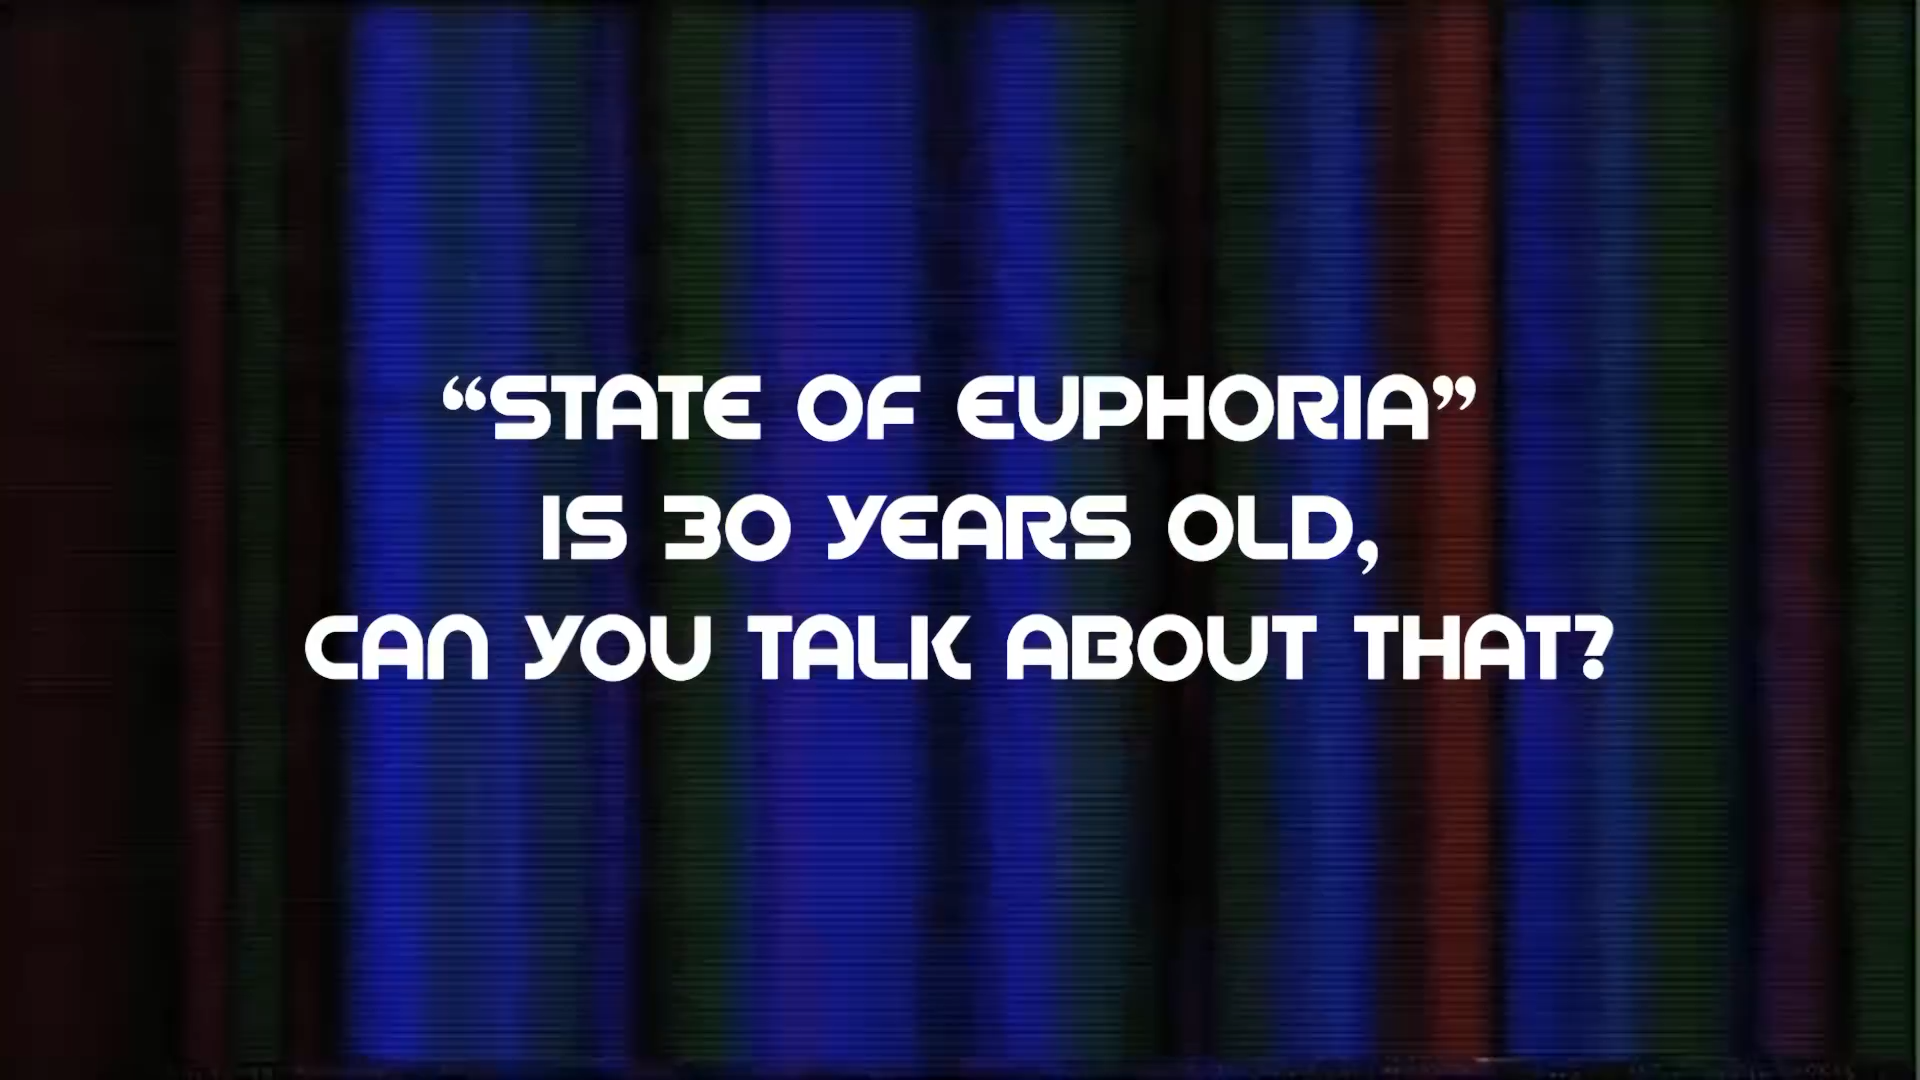 “STATE OF EUPHORIA”
IS 30 YEARS OLD,
CAN YOU TALK ABOUT THAT?